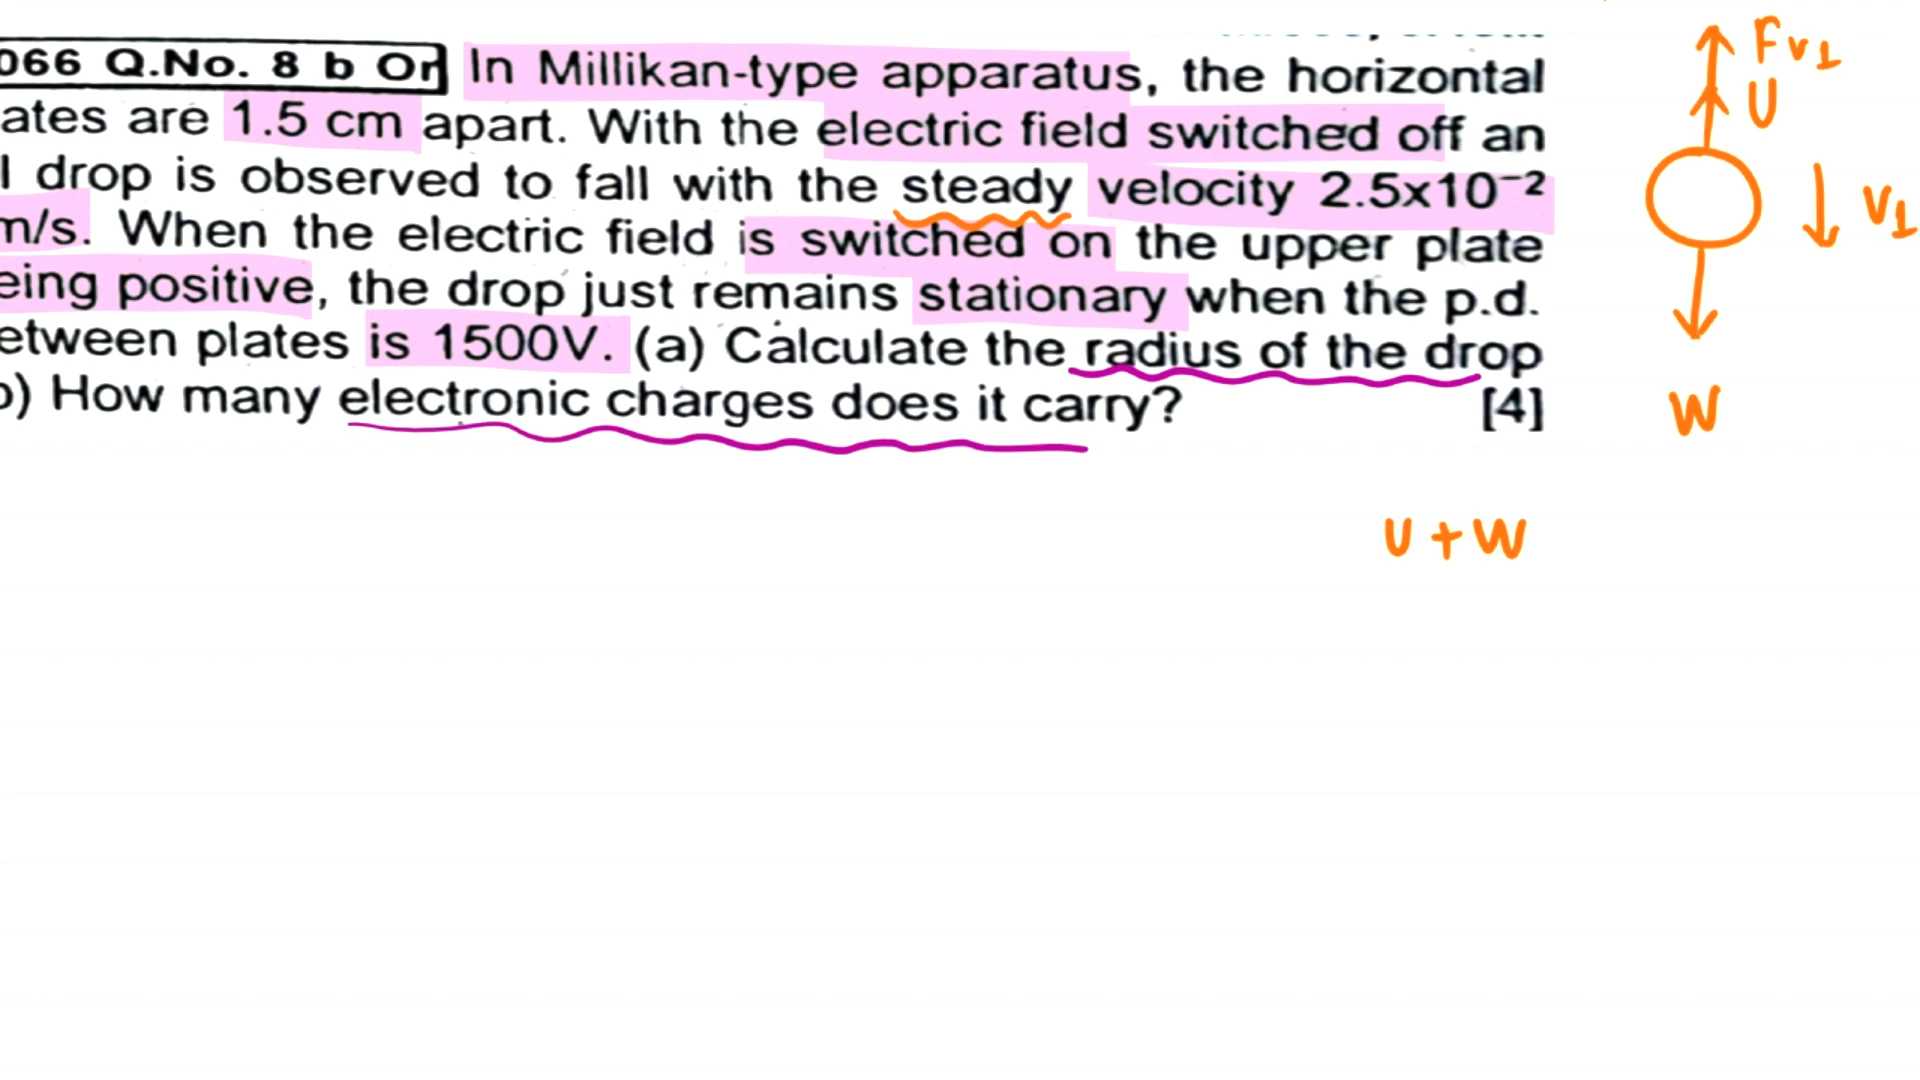 066 Q.No. 8 b Or In Millikan-type apparatus, the horizontal
ates are 1.5 cm apart. With the electric field switched off an
l drop is observed to fall with the steady velocity 2.5x10⁻²
m/s. When the electric field is switched on the upper plate
eing positive, the drop just remains stationary when the p.d.
etween plates is 1500V. (a) Calculate the radius of the drop
b) How many electronic charges does it carry? [4]
Fv1
U
v1
W
U + W